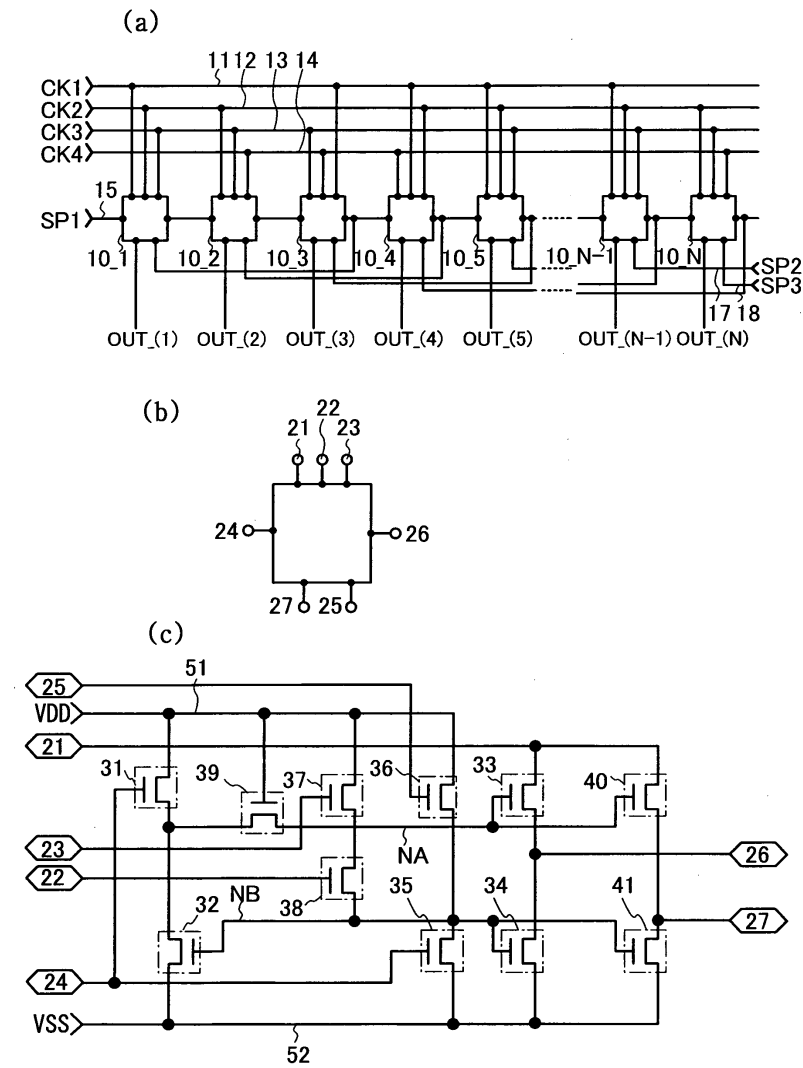 (a)
11 12 13 14
CK1
CK2
CK3
CK4
15
SP1
10_1 10_2 10_3 10_4 10_5 10_N-1 10_N
SP2
SP3
17 18
OUT_(1) OUT_(2) OUT_(3) OUT_(4) OUT_(5) OUT_(N-1) OUT_(N)
(b)
21 22 23
24 26
27 25
(c)
51
25
VDD
21
31 39 37 36 33 40
23 NA 26
22
32 NB 38 35 34 41 27
24
VSS
52